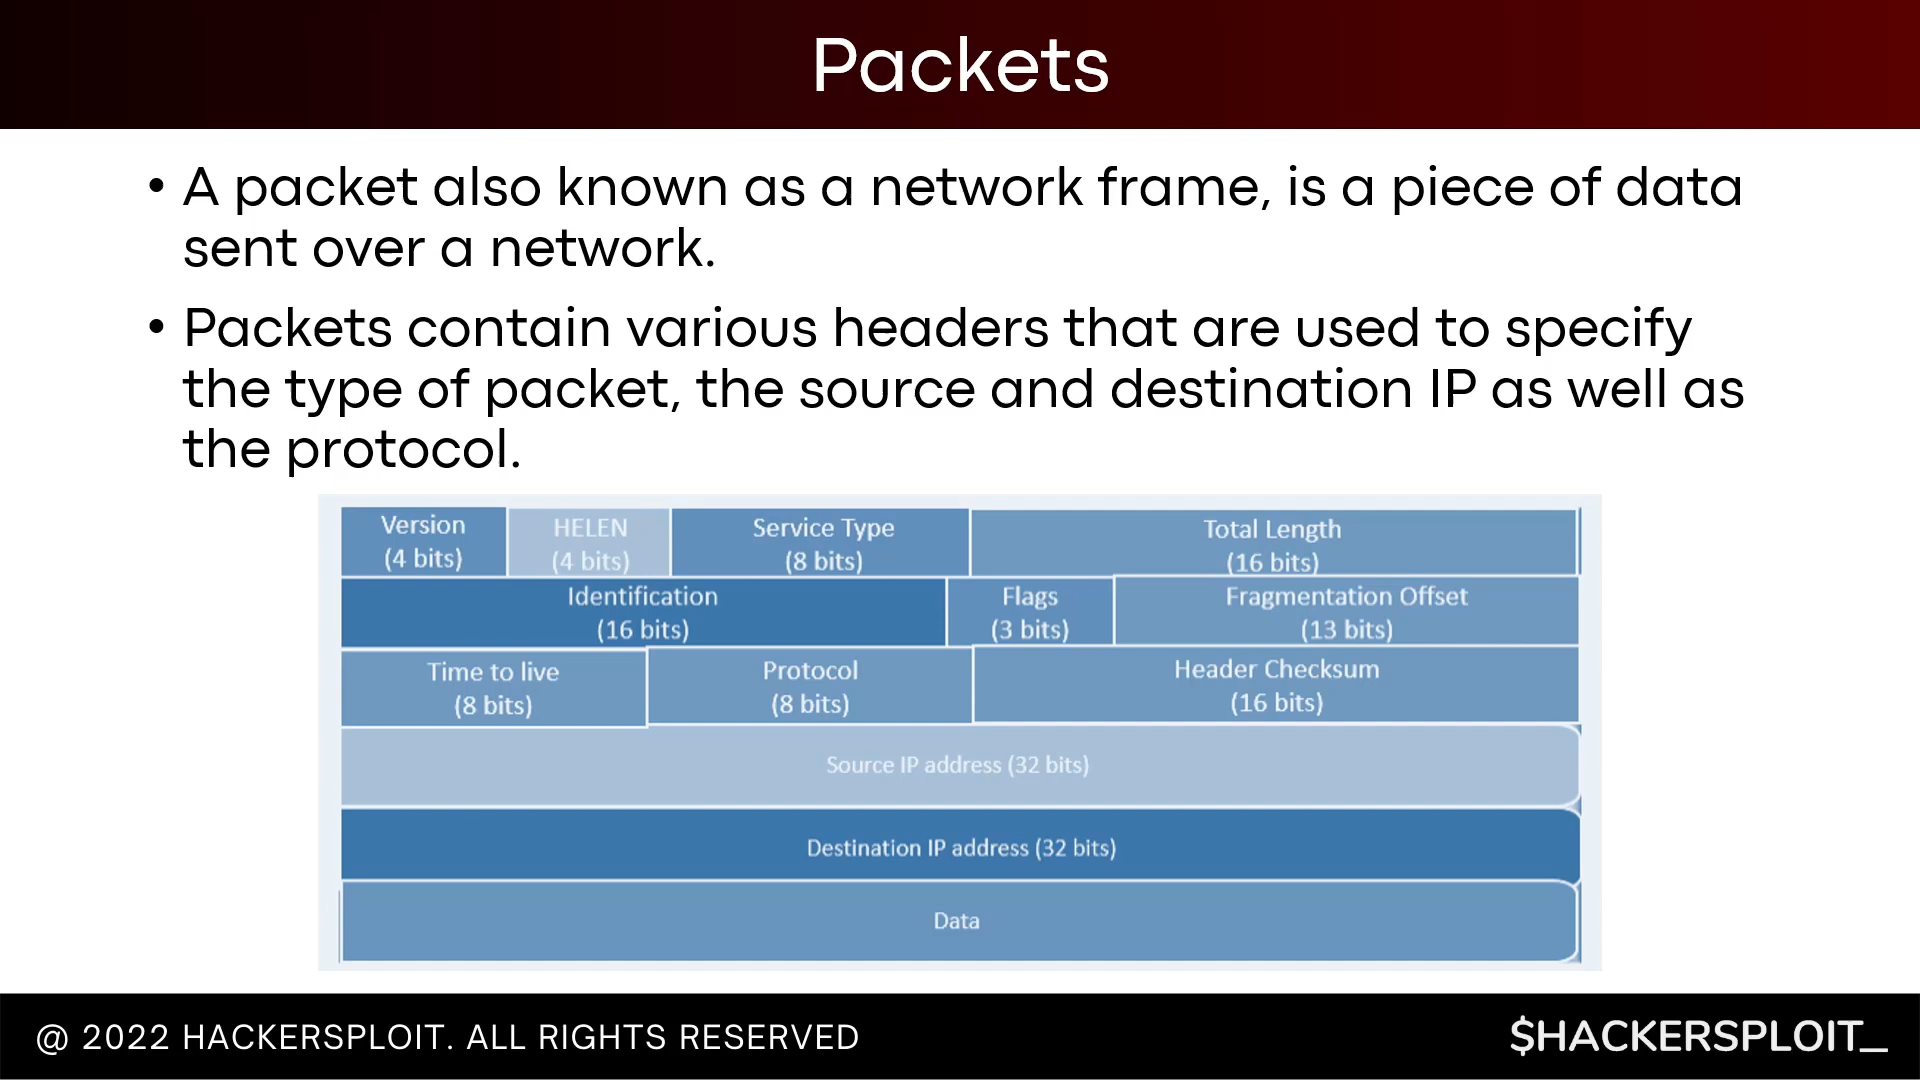 Packets
• A packet also known as a network frame, is a piece of data
sent over a network.
• Packets contain various headers that are used to specify
the type of packet, the source and destination IP as well as
the protocol.
Version
(4 bits)
HELEN
(4 bits)
Service Type
(8 bits)
Total Length
(16 bits)
Identification
(16 bits)
Flags
(3 bits)
Fragmentation Offset
(13 bits)
Time to live
(8 bits)
Protocol
(8 bits)
Header Checksum
(16 bits)
Source IP address (32 bits)
Destination IP address (32 bits)
Data
@ 2022 HACKERSPLOIT. ALL RIGHTS RESERVED
$HACKERSPLOIT_